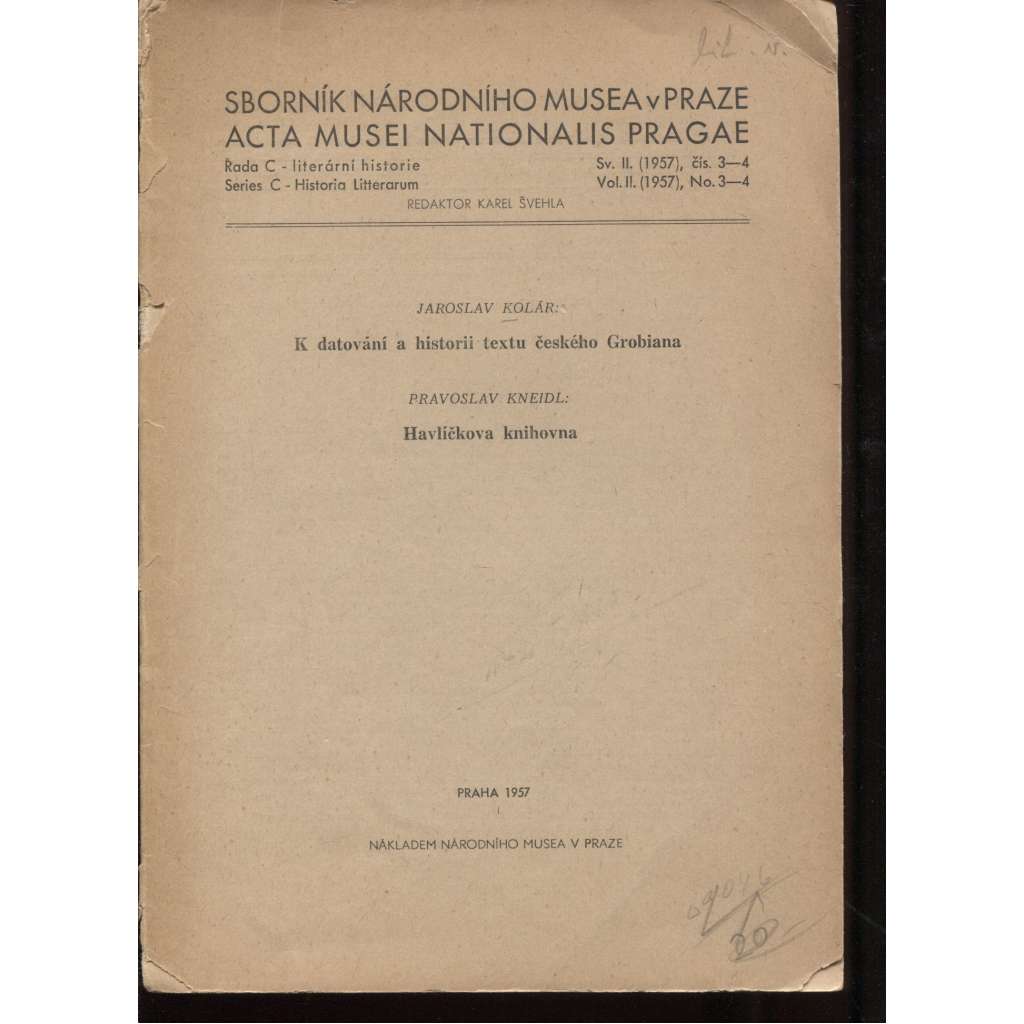 SBORNÍK NÁRODNÍHO MUSEA v PRAZE
ACTA MUSEI NATIONALIS PRAGAE
Řada C - literární historie Sv. II. (1957), čís. 3—4
Series C - Historia Litterarum Vol. II. (1957), No. 3—4
REDAKTOR KAREL ŠVEHLA
JAROSLAV KOLÁR:
K datování a historii textu českého Grobiana
PRAVOSLAV KNEIDL:
Havlíčkova knihovna
PRAHA 1957
NÁKLADEM NÁRODNÍHO MUSEA V PRAZE